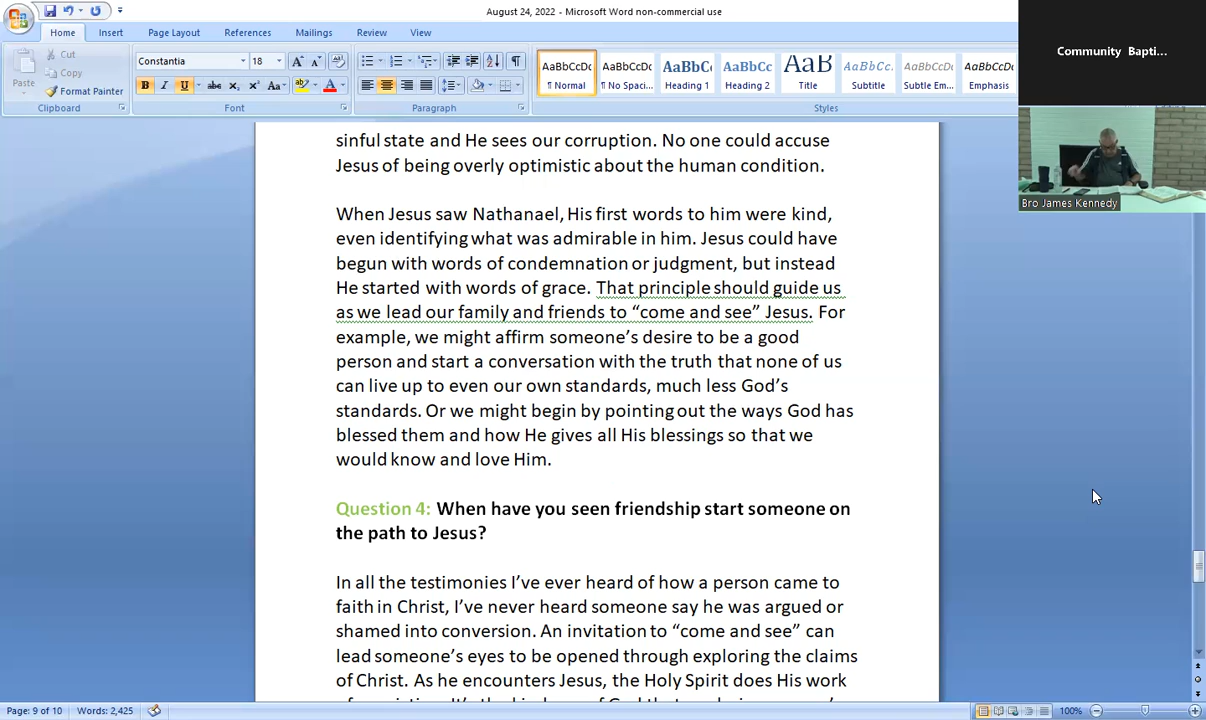 August 24, 2022 - Microsoft Word non-commercial use
Home Insert Page Layout References Mailings Review View
Cut
Copy
Format Painter
Paste
Clipboard
Constantia 18
Font
Paragraph
AaBbCcDc AaBbCcDc AaBbCc AaBbCc AaB AaBbCc. AaBbCcDc AaBbCcDc
¶ Normal ¶ No Spaci... Heading 1 Heading 2 Title Subtitle Subtle Em... Emphasis
Styles
Community Bapti...
Bro James Kennedy
sinful state and He sees our corruption. No one could accuse
Jesus of being overly optimistic about the human condition.
When Jesus saw Nathanael, His first words to him were kind,
even identifying what was admirable in him. Jesus could have
begun with words of condemnation or judgment, but instead
He started with words of grace. That principle should guide us
as we lead our family and friends to “come and see” Jesus. For
example, we might affirm someone’s desire to be a good
person and start a conversation with the truth that none of us
can live up to even our own standards, much less God’s
standards. Or we might begin by pointing out the ways God has
blessed them and how He gives all His blessings so that we
would know and love Him.
Question 4: When have you seen friendship start someone on
the path to Jesus?
In all the testimonies I’ve ever heard of how a person came to
faith in Christ, I’ve never heard someone say he was argued or
shamed into conversion. An invitation to “come and see” can
lead someone’s eyes to be opened through exploring the claims
of Christ. As he encounters Jesus, the Holy Spirit does His work
Page: 9 of 10 Words: 2,425 100%